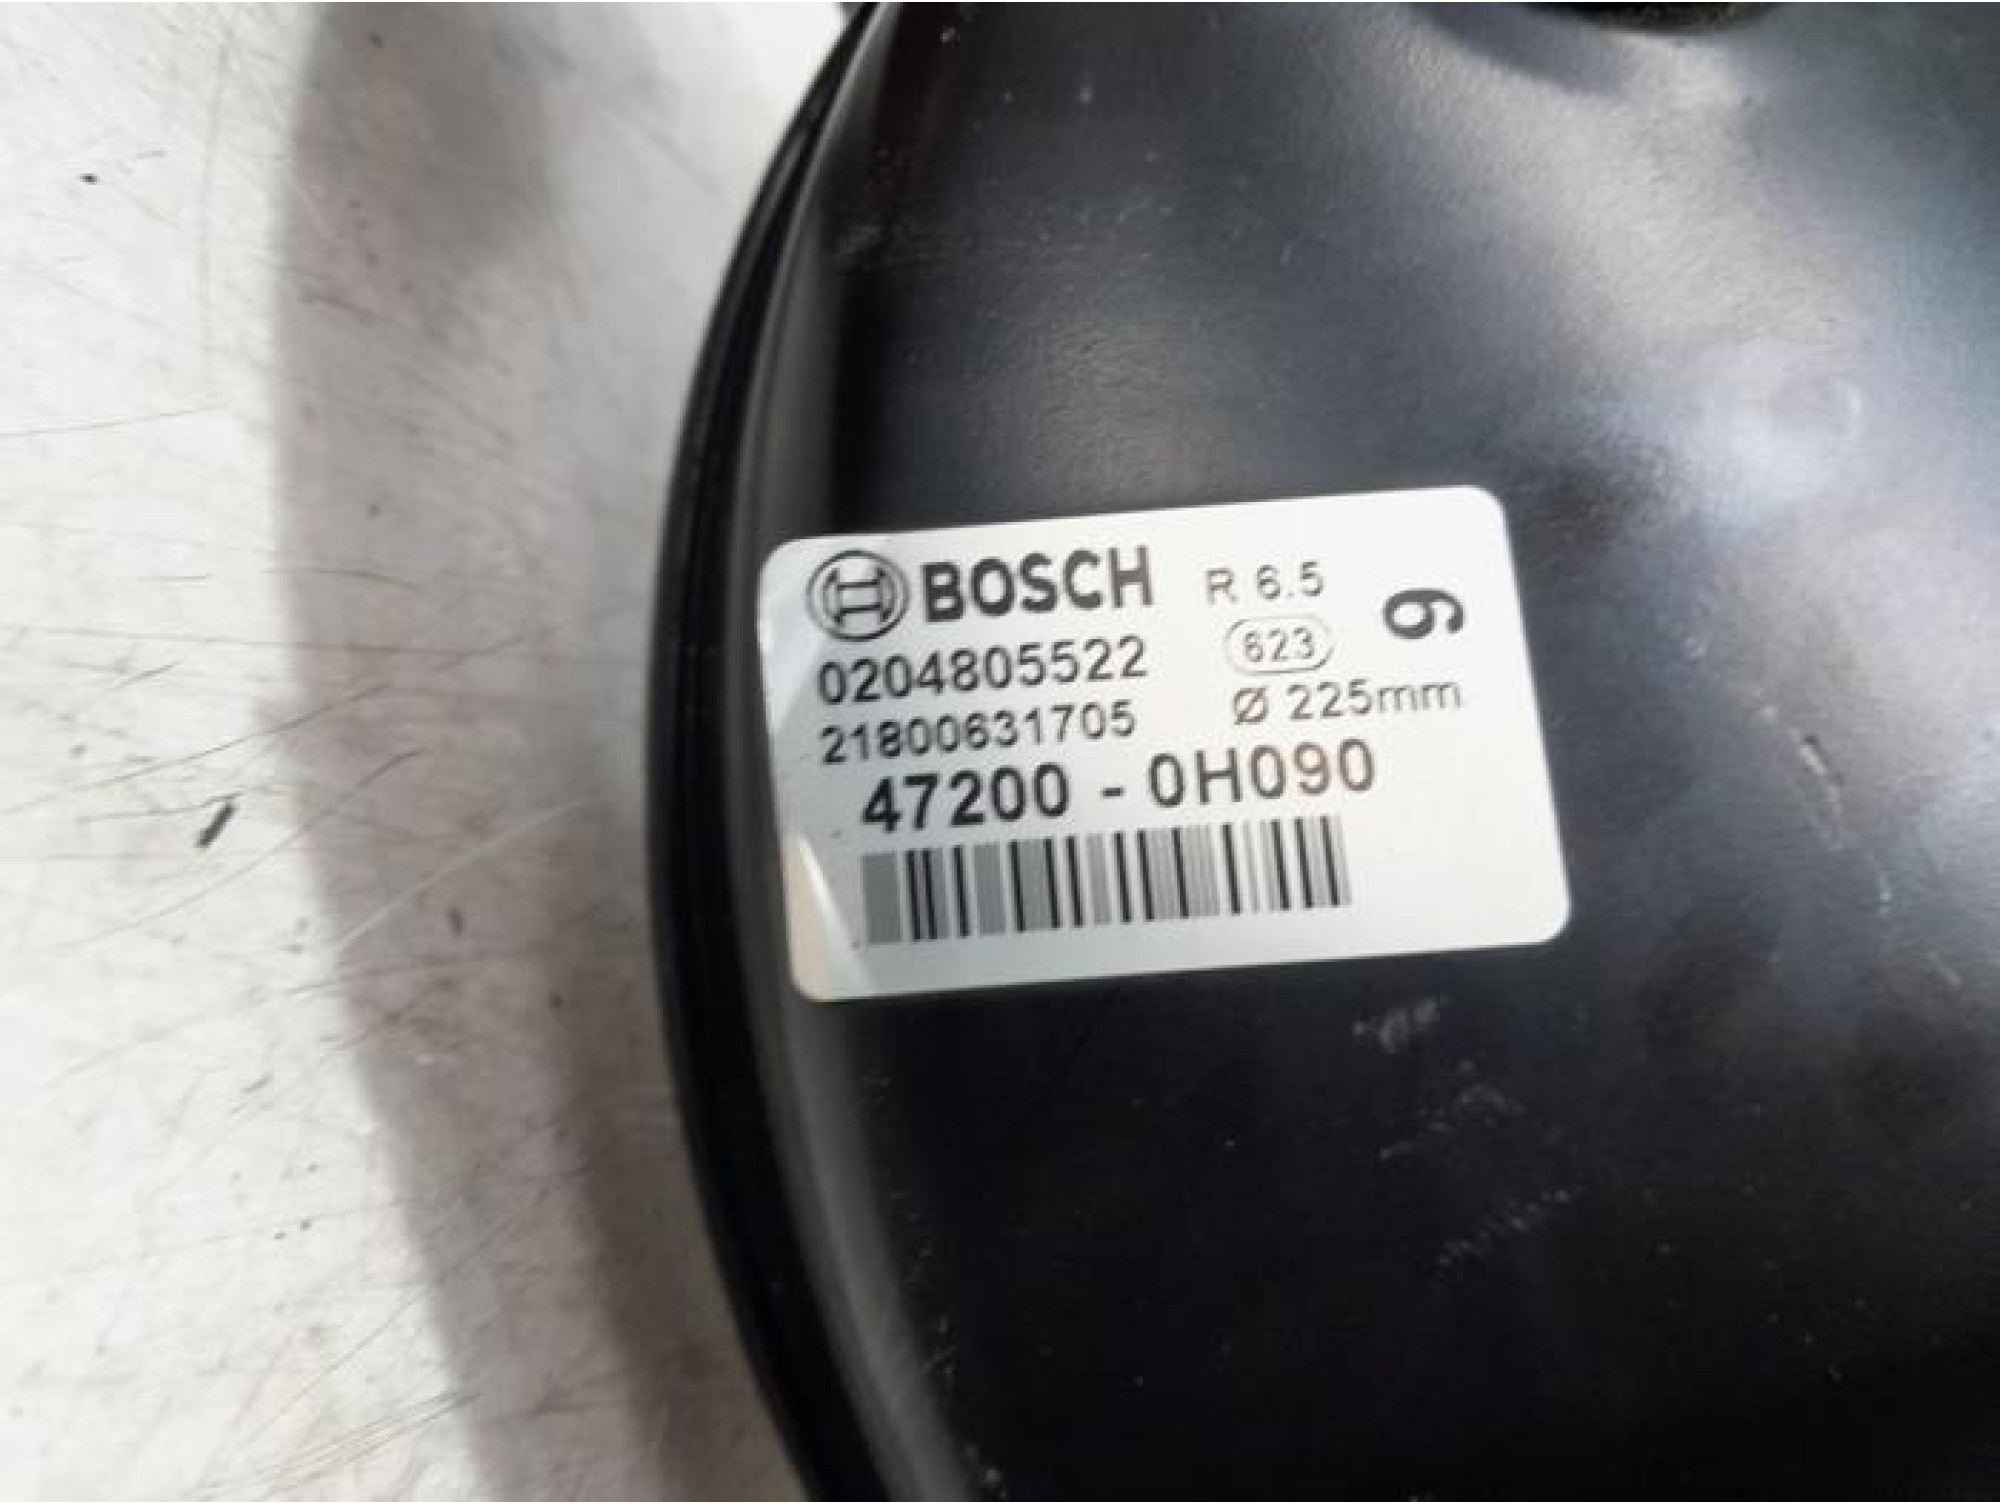 BOSCH R 6.5
6
0204805522 623
21800631705 Ø 225mm
47200 - 0H090